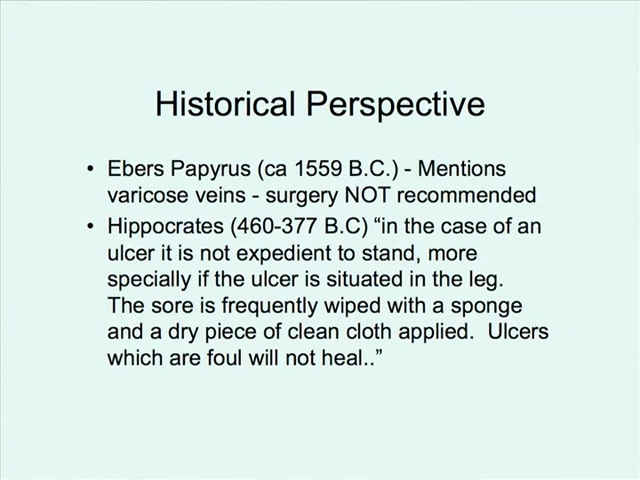 Historical Perspective
• Ebers Papyrus (ca 1559 B.C.) - Mentions
varicose veins - surgery NOT recommended
• Hippocrates (460-377 B.C) “in the case of an
ulcer it is not expedient to stand, more
specially if the ulcer is situated in the leg.
The sore is frequently wiped with a sponge
and a dry piece of clean cloth applied.  Ulcers
which are foul will not heal..”